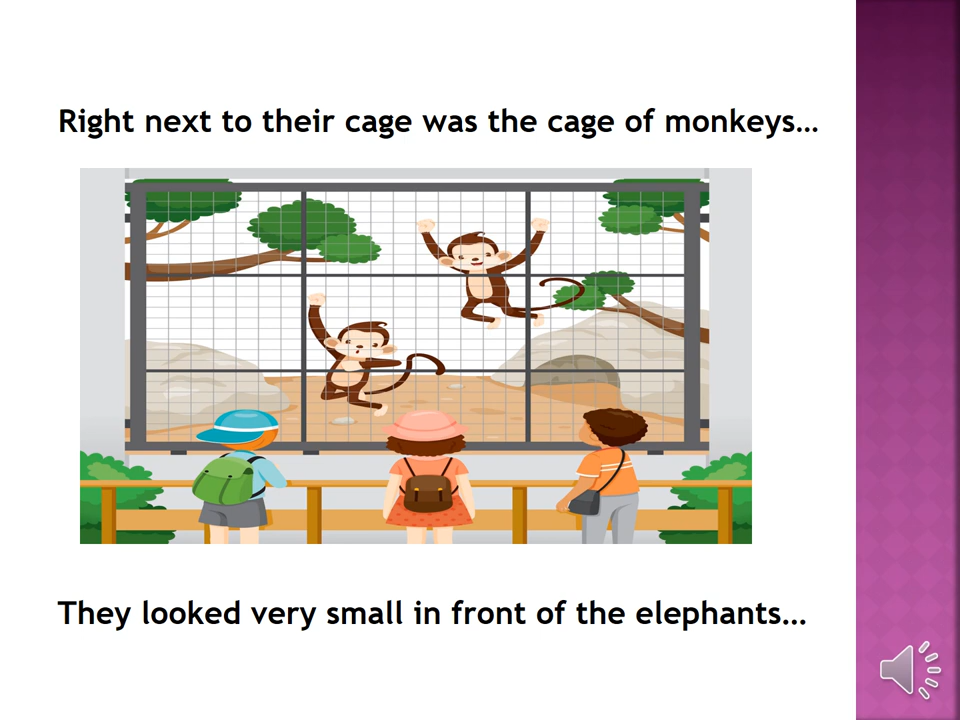 Right next to their cage was the cage of monkeys…
They looked very small in front of the elephants…